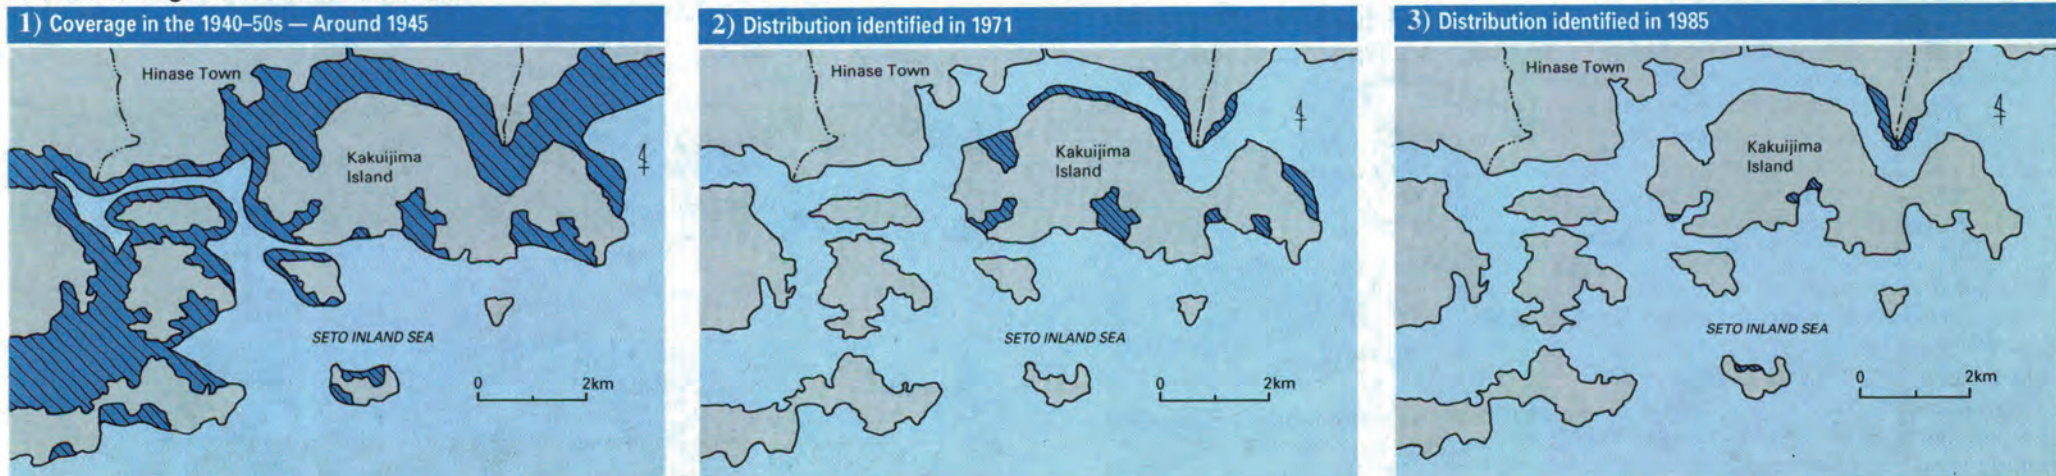 1) Coverage in the 1940–50s — Around 1945
Hinase Town
Kakuijima
Island
SETO INLAND SEA
0 2km
2) Distribution identified in 1971
Hinase Town
Kakuijima
Island
SETO INLAND SEA
0 2km
3) Distribution identified in 1985
Hinase Town
Kakuijima
Island
SETO INLAND SEA
0 2km